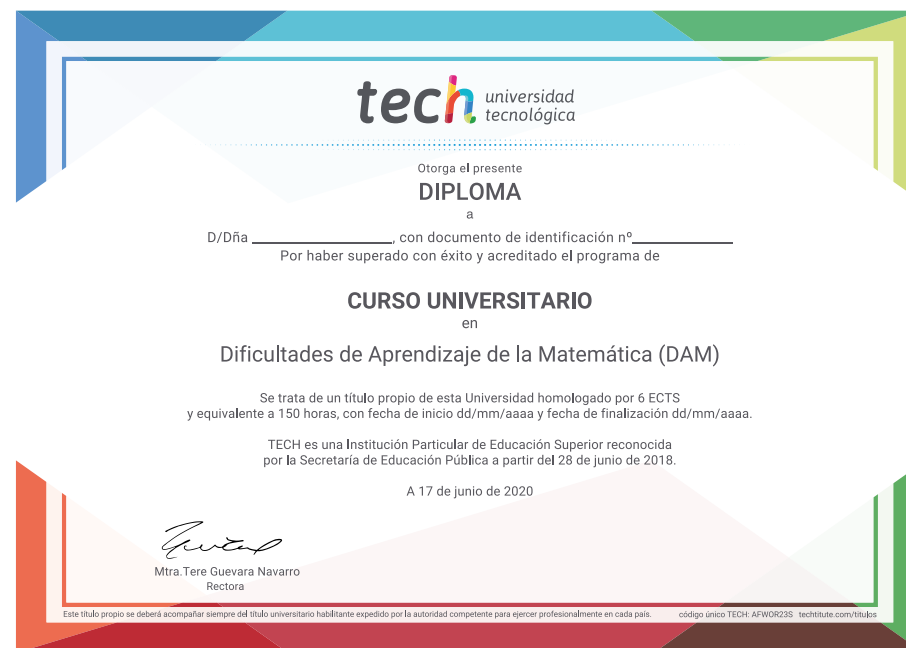 tech universidad
tecnológica
Otorga el presente
DIPLOMA
a
D/Dña ____________________, con documento de identificación nº______________
Por haber superado con éxito y acreditado el programa de
CURSO UNIVERSITARIO
en
Dificultades de Aprendizaje de la Matemática (DAM)
Se trata de un título propio de esta Universidad homologado por 6 ECTS
y equivalente a 150 horas, con fecha de inicio dd/mm/aaaa y fecha de finalización dd/mm/aaaa.
TECH es una Institución Particular de Educación Superior reconocida
por la Secretaría de Educación Pública a partir del 28 de junio de 2018.
A 17 de junio de 2020
Mtra.Tere Guevara Navarro
Rectora
Este título propio se deberá acompañar siempre del título universitario habilitante expedido por la autoridad competente para ejercer profesionalmente en cada país. código único TECH: AFWOR23S techtitute.com/titulos